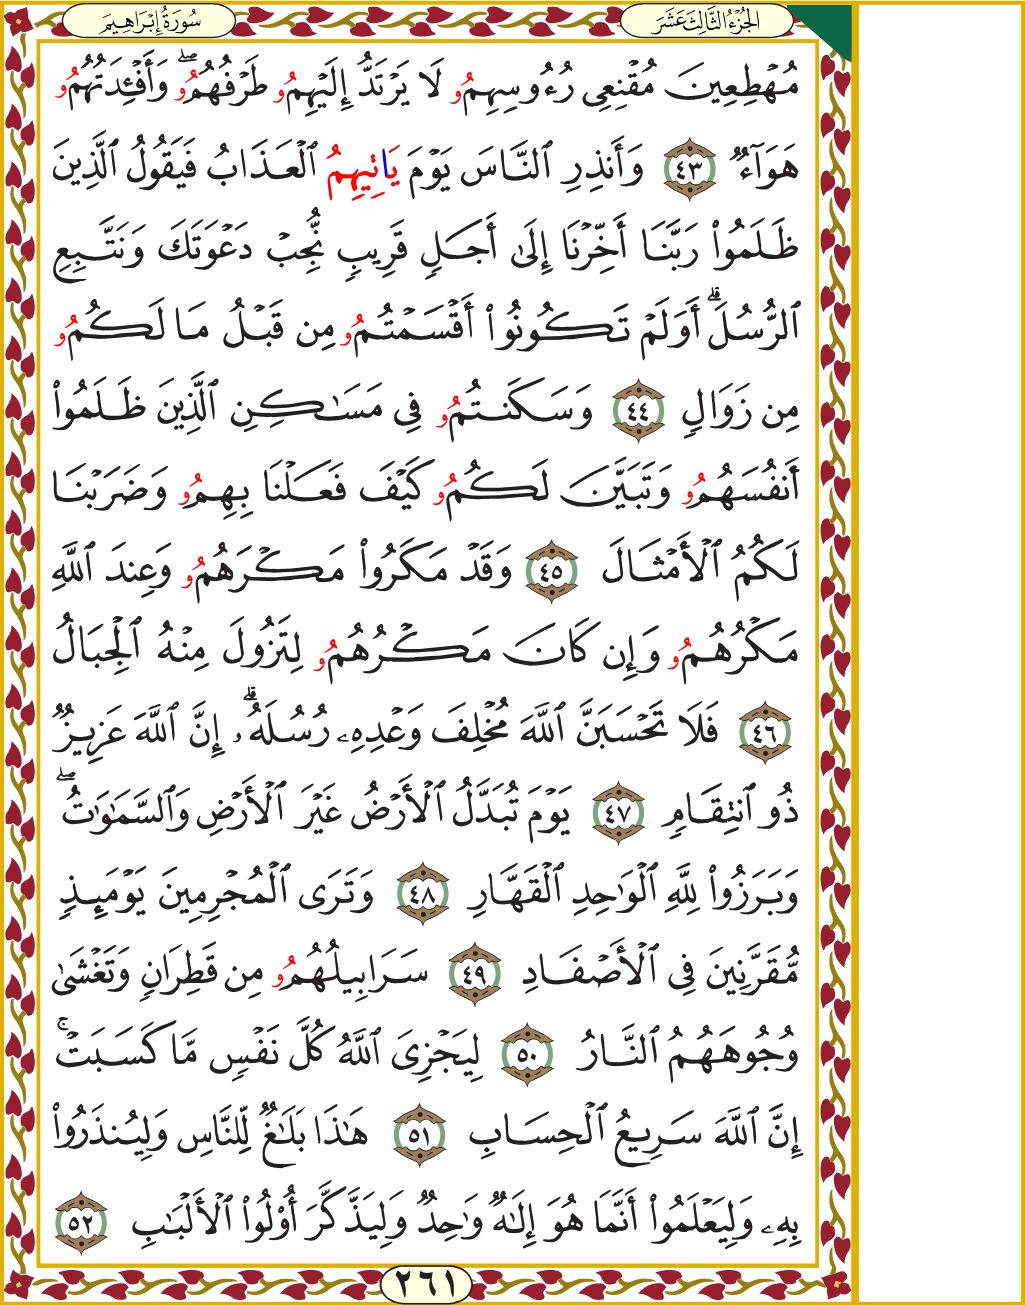 سُورَةُ إِبْرَاهِيمَ
الجُزْءُ الثَّالِثَ عَشَرَ
مُهْطِعِينَ مُقْنِعِى رُءُوسِهِمُۥ لَا يَرْتَدُّ إِلَيْهِمُۥ طَرْفُهُمُۥۖ وَأَفْـِٔدَتُهُمُۥ
هَوَآءٌ ٤٣ وَأَنذِرِ ٱلنَّاسَ يَوْمَ يَاتِيهِمُ ٱلْعَذَابُ فَيَقُولُ ٱلَّذِينَ
ظَلَمُوا۟ رَبَّنَا أَخِّرْنَا إِلَىٰ أَجَلٍ قَرِيبٍ نُّجِبْ دَعْوَتَكَ وَنَتَّبِعِ
ٱلرُّسُلَۗ أَوَلَمْ تَكُونُوا۟ أَقْسَمْتُمُۥ مِن قَبْلُ مَا لَكُمُۥ
مِن زَوَالٍ ٤٤ وَسَكَنتُمُۥ فِى مَسَـٰكِنِ ٱلَّذِينَ ظَلَمُوا۟
أَنفُسَهُمُۥ وَتَبَيَّنَ لَكُمُۥ كَيْفَ فَعَلْنَا بِهِمُۥ وَضَرَبْنَا
لَكُمُ ٱلْأَمْثَالَ ٤٥ وَقَدْ مَكَرُوا۟ مَكْرَهُمُۥ وَعِندَ ٱللَّهِ
مَكْرُهُمُۥ وَإِن كَانَ مَكْرُهُمُۥ لِتَزُولَ مِنْهُ ٱلْجِبَالُ
٤٦ فَلَا تَحْسَبَنَّ ٱللَّهَ مُخْلِفَ وَعْدِهِۦ رُسُلَهُۥۗ إِنَّ ٱللَّهَ عَزِيزٌ
ذُو ٱنتِقَامٍ ٤٧ يَوْمَ تُبَدَّلُ ٱلْأَرْضُ غَيْرَ ٱلْأَرْضِ وَٱلسَّمَـٰوَٰتُۖ
وَبَرَزُوا۟ لِلَّهِ ٱلْوَٰحِدِ ٱلْقَهَّارِ ٤٨ وَتَرَى ٱلْمُجْرِمِينَ يَوْمَئِذٍ
مُّقَرَّنِينَ فِى ٱلْأَصْفَادِ ٤٩ سَرَابِيلُهُمُۥ مِن قَطِرَانٍ وَتَغْشَىٰ
وُجُوهَهُمُ ٱلنَّارُ ٥٠ لِيَجْزِىَ ٱللَّهُ كُلَّ نَفْسٍ مَّا كَسَبَتْۚ
إِنَّ ٱللَّهَ سَرِيعُ ٱلْحِسَابِ ٥١ هَـٰذَا بَلَـٰغٌ لِّلنَّاسِ وَلِيُنذَرُوا۟
بِهِۦ وَلِيَعْلَمُوا۟ أَنَّمَا هُوَ إِلَـٰهٌ وَٰحِدٌ وَلِيَذَّكَّرَ أُو۟لُوا۟ ٱلْأَلْبَـٰبِ ٥٢
٢٦١